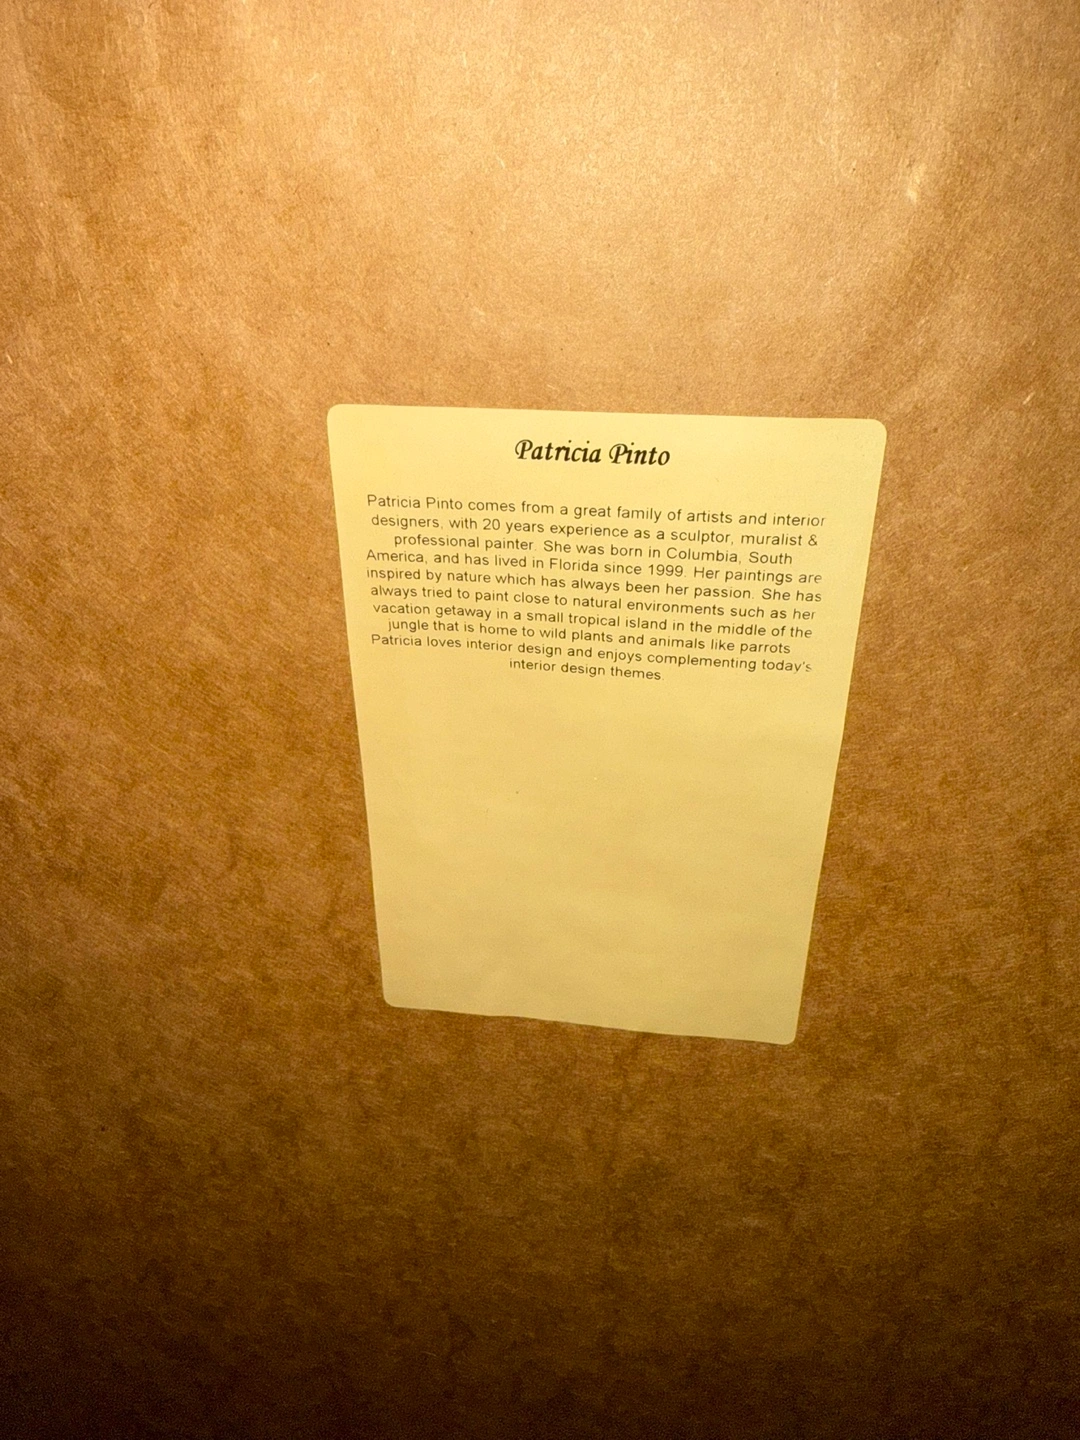 Patricia Pinto
Patricia Pinto comes from a great family of artists and interior
designers, with 20 years experience as a sculptor, muralist &
professional painter. She was born in Columbia, South
America, and has lived in Florida since 1999. Her paintings are
inspired by nature which has always been her passion. She has
always tried to paint close to natural environments such as her
vacation getaway in a small tropical island in the middle of the
jungle that is home to wild plants and animals like parrots
Patricia loves interior design and enjoys complementing today's
interior design themes.